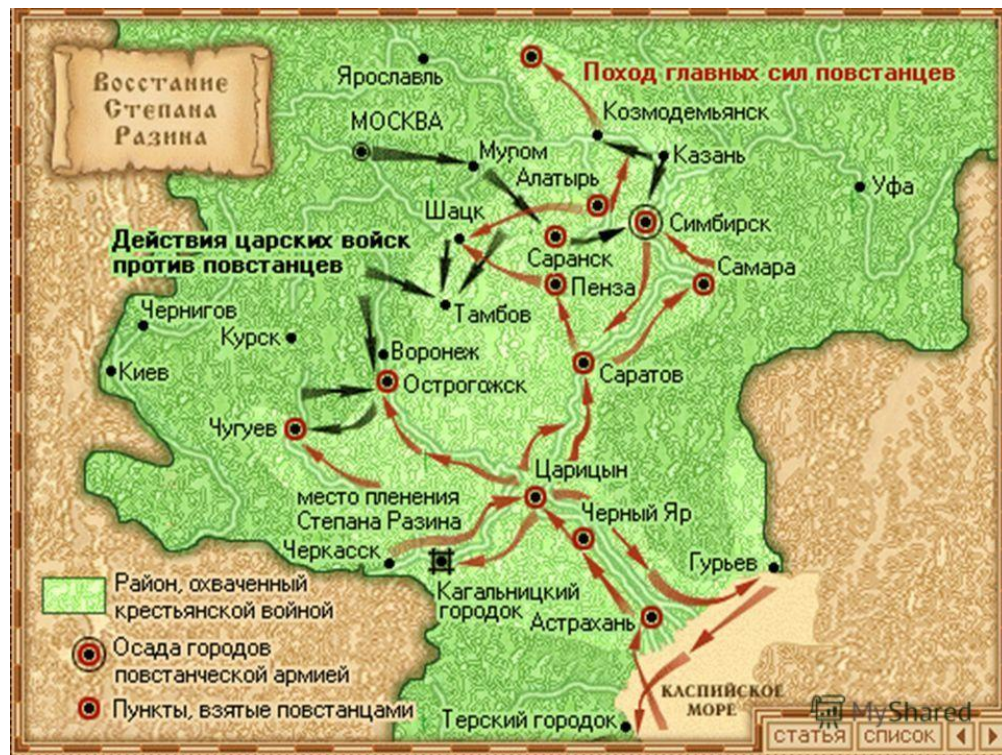 Восстание
Степана
Разина
Поход главных сил повстанцев
Ярославль
Козмодемьянск
МОСКВА
Муром
Казань
Алатырь
Уфа
Шацк
Симбирск
Действия царских войск
против повстанцев
Саранск
Самара
Пенза
Тамбов
Чернигов
Курск
Воронеж
Киев
Саратов
Острогожск
Чугуев
Царицын
место пленения
Степана Разина
Черный Яр
Черкасск
Гурьев
Кагальницкий
городок
Астрахань
Район, охваченный
крестьянской войной
Осада городов
повстанческой армией
Пункты, взятые повстанцами
Терский городок
КАСПИЙСКОЕ
МОРЕ
MyShared
статья список